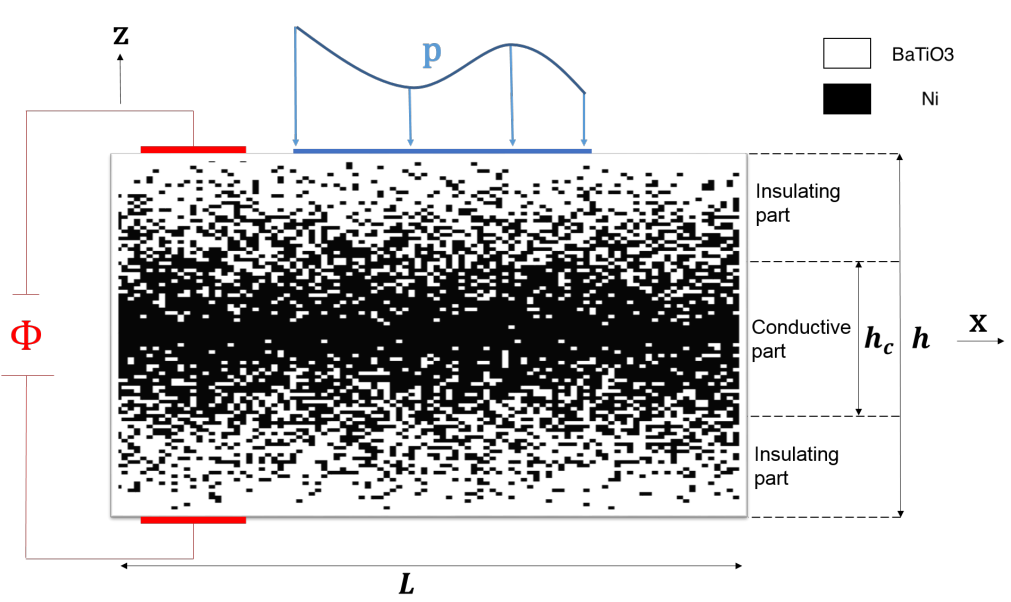 z
p
BaTiO3
Ni
Insulating
part
Conductive
part
h_c
h
x
Φ
Insulating
part
L